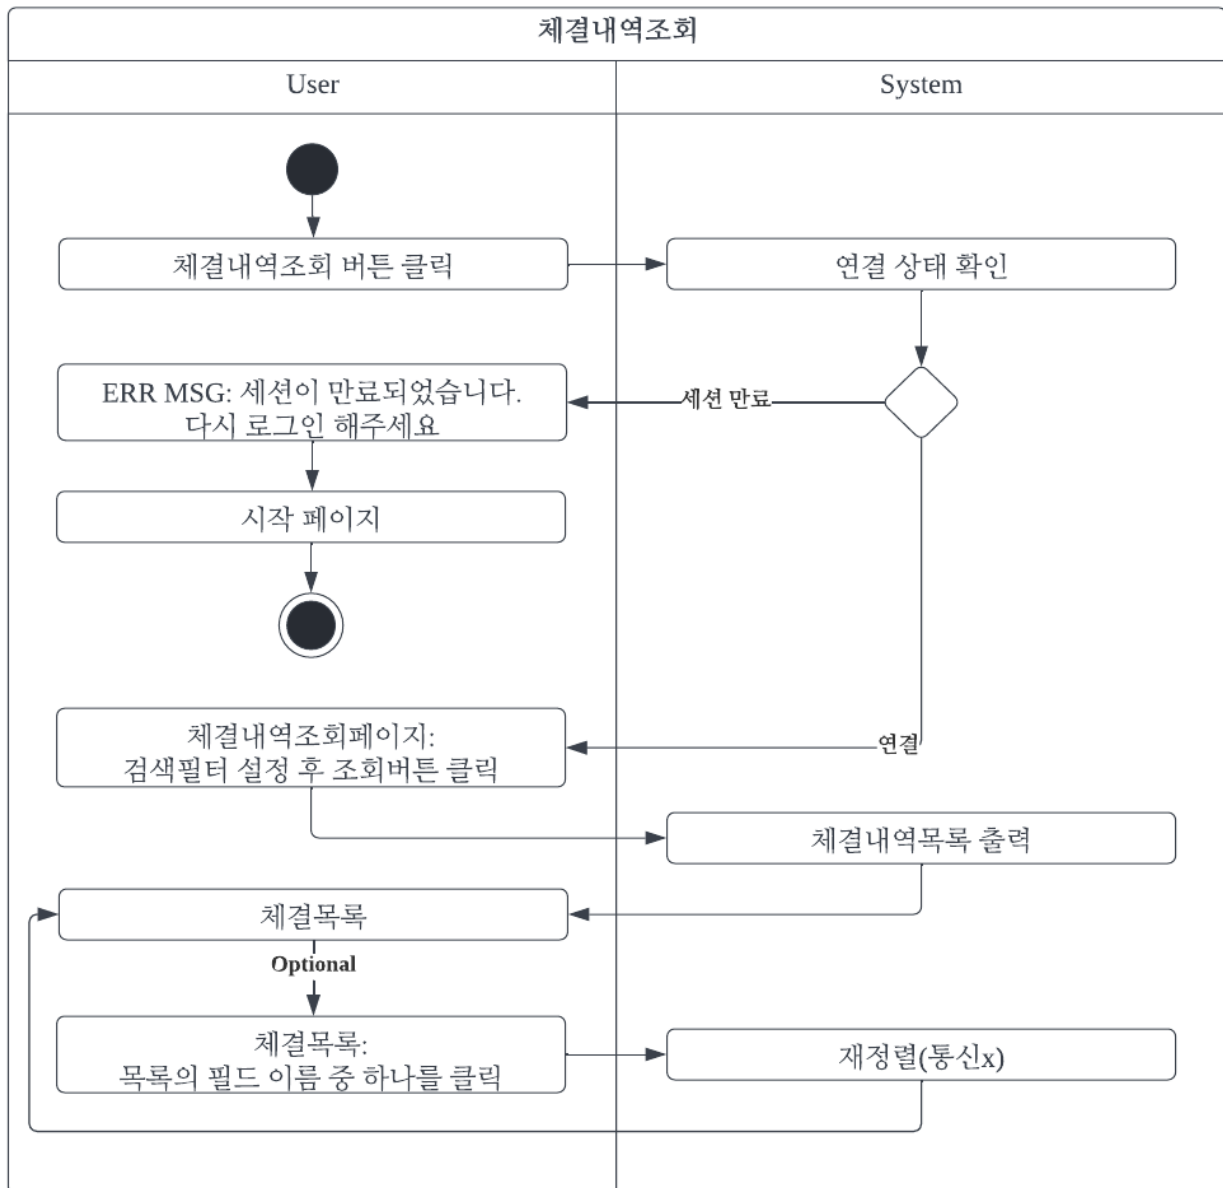 체결내역조회
User
System
체결내역조회 버튼 클릭
연결 상태 확인
ERR MSG: 세션이 만료되었습니다.
다시 로그인 해주세요
세션 만료
시작 페이지
체결내역조회페이지:
검색필터 설정 후 조회버튼 클릭
연결
체결내역목록 출력
체결목록
Optional
체결목록:
목록의 필드 이름 중 하나를 클릭
재정렬(통신x)